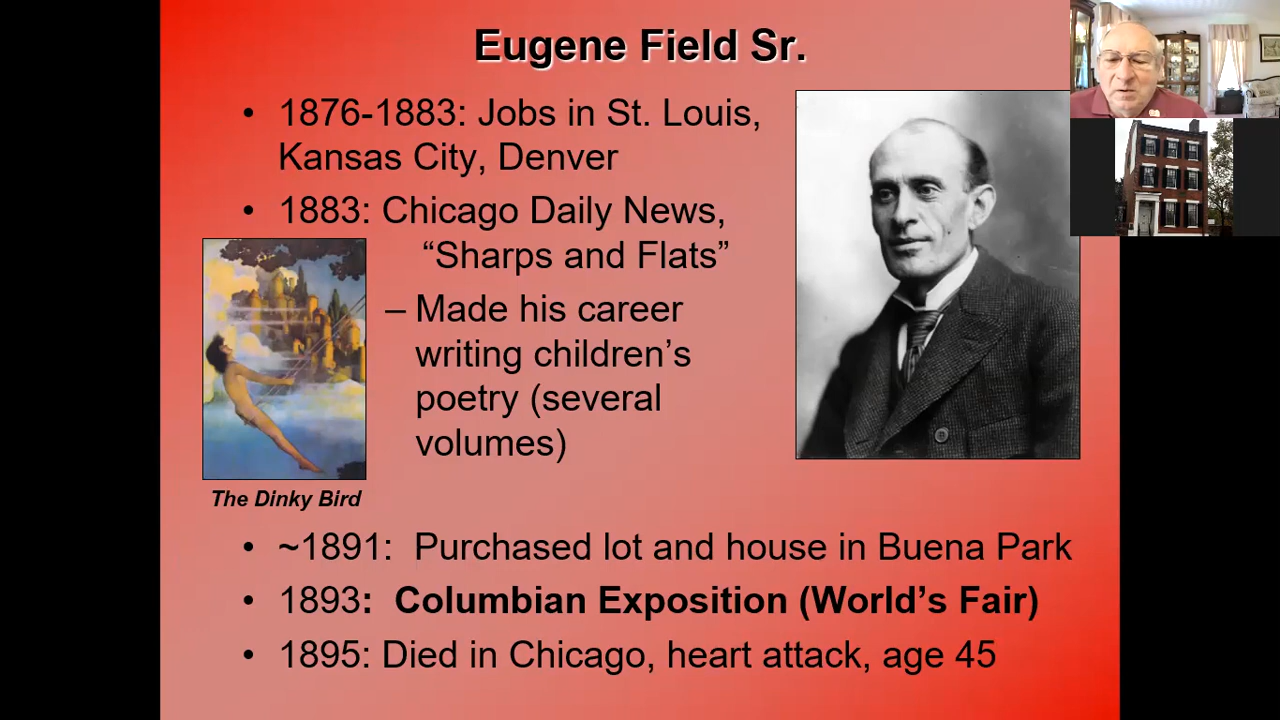 Eugene Field Sr.
• 1876-1883: Jobs in St. Louis,
Kansas City, Denver
• 1883: Chicago Daily News,
“Sharps and Flats”
– Made his career
writing children’s
poetry (several
volumes)
The Dinky Bird
• ~1891:  Purchased lot and house in Buena Park
• 1893:  Columbian Exposition (World’s Fair)
• 1895: Died in Chicago, heart attack, age 45